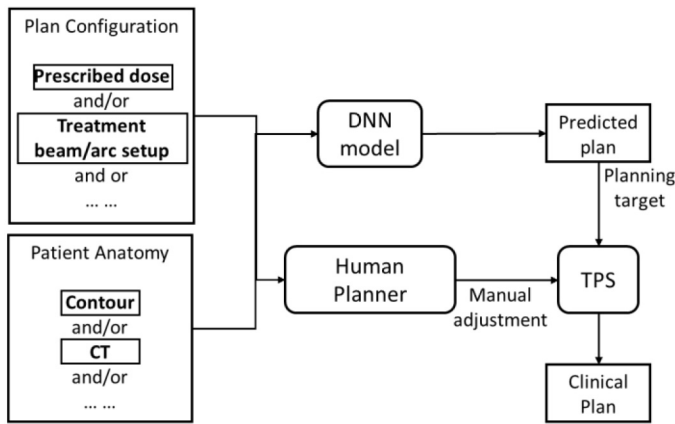 Plan Configuration
Prescribed dose
and/or
Treatment
beam/arc setup
and or
... ...
Patient Anatomy
Contour
and/or
CT
and/or
... ...
DNN
model
Human
Planner
Manual
adjustment
Predicted
plan
Planning
target
TPS
Clinical
Plan